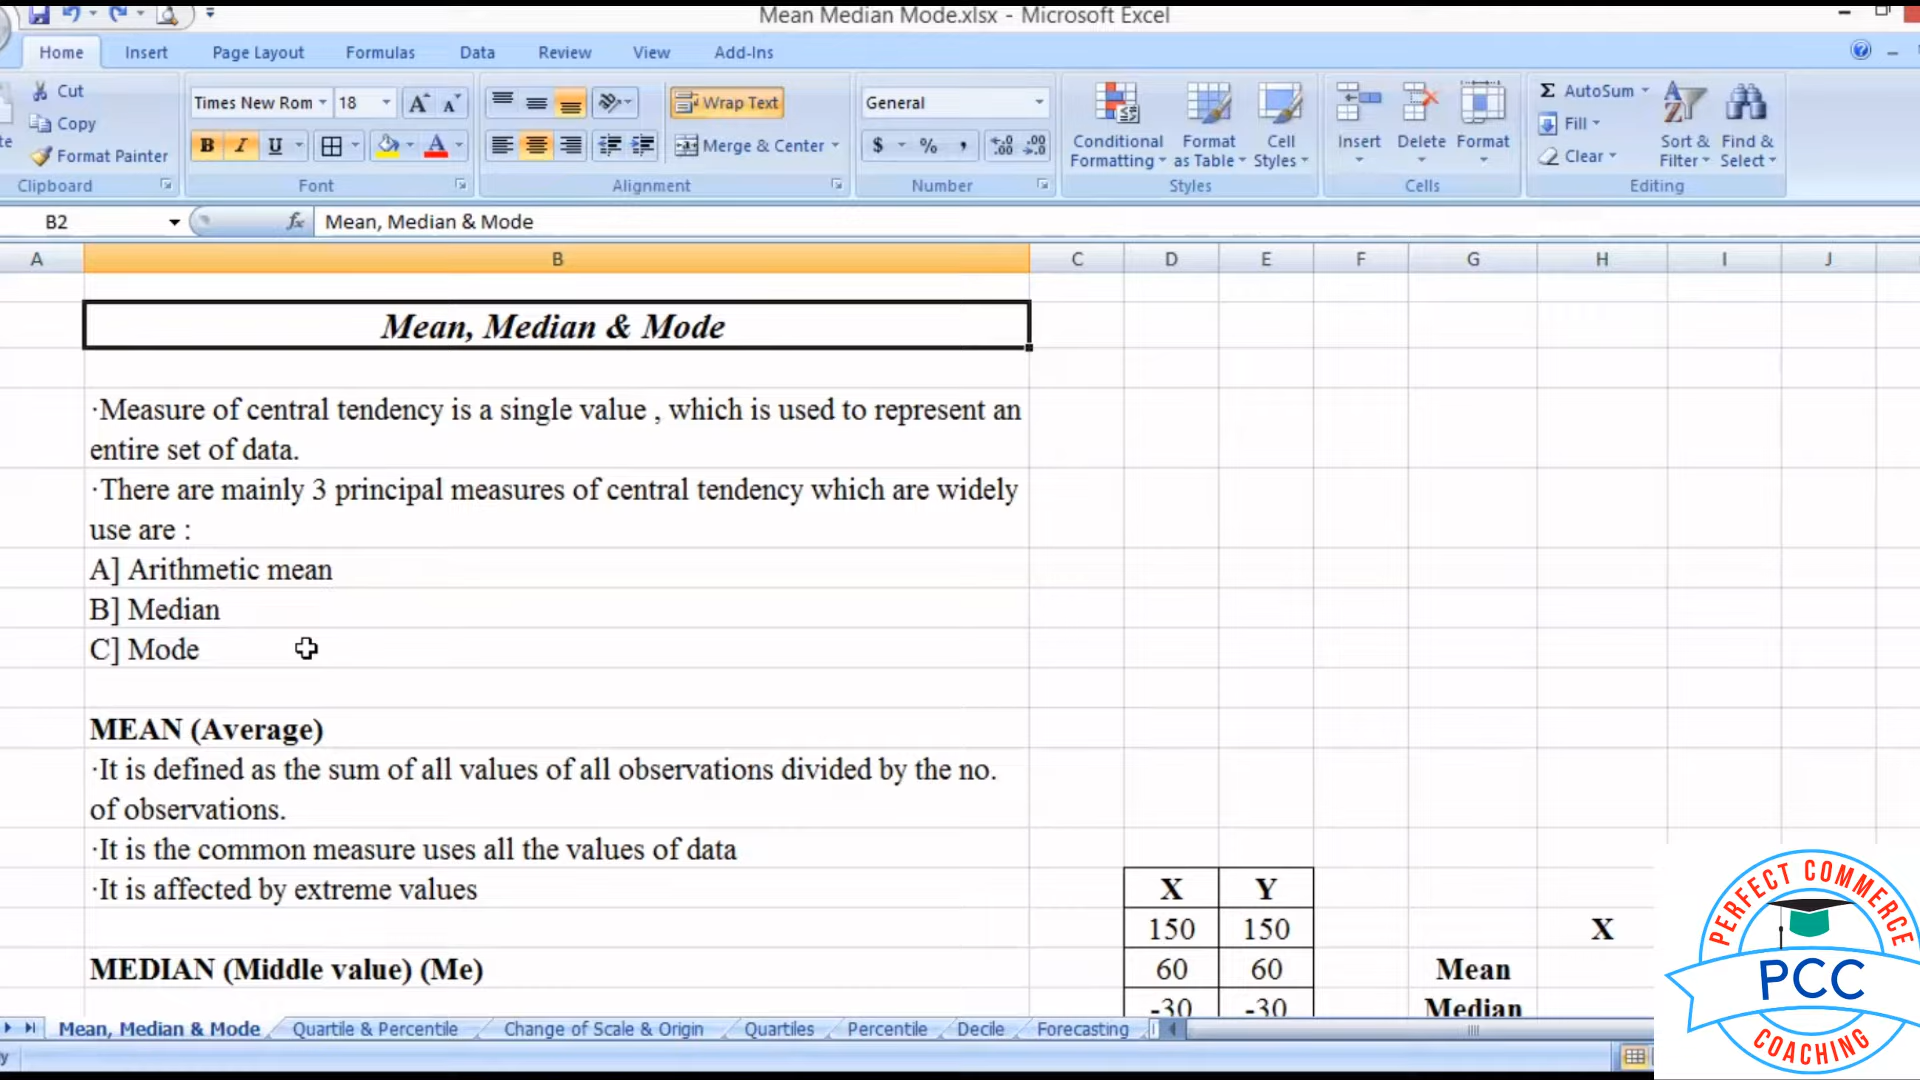 Mean Median Mode.xlsx - Microsoft Excel
Home Insert Page Layout Formulas Data Review View Add-Ins
Cut
Copy
Format Painter
Clipboard
Times New Rom 18
B I U
Font
Wrap Text
Merge & Center
Alignment
General
$ % ,
Number
Conditional Formatting
Format as Table
Cell Styles
Styles
Insert Delete Format
Cells
Σ AutoSum
Fill
Clear
Sort & Filter
Find & Select
Editing
B2 fx Mean, Median & Mode
A B C D E F G H I J
Mean, Median & Mode
·Measure of central tendency is a single value , which is used to represent an
entire set of data.
·There are mainly 3 principal measures of central tendency which are widely
use are :
A] Arithmetic mean
B] Median
C] Mode
MEAN (Average)
·It is defined as the sum of all values of all observations divided by the no.
of observations.
·It is the common measure uses all the values of data
·It is affected by extreme values
MEDIAN (Middle value) (Me)
X Y
150 150
60 60
-30 -30
X
Mean
Median
PERFECT COMMERCE
PCC
COACHING
Mean, Median & Mode Quartile & Percentile Change of Scale & Origin Quartiles Percentile Decile Forecasting